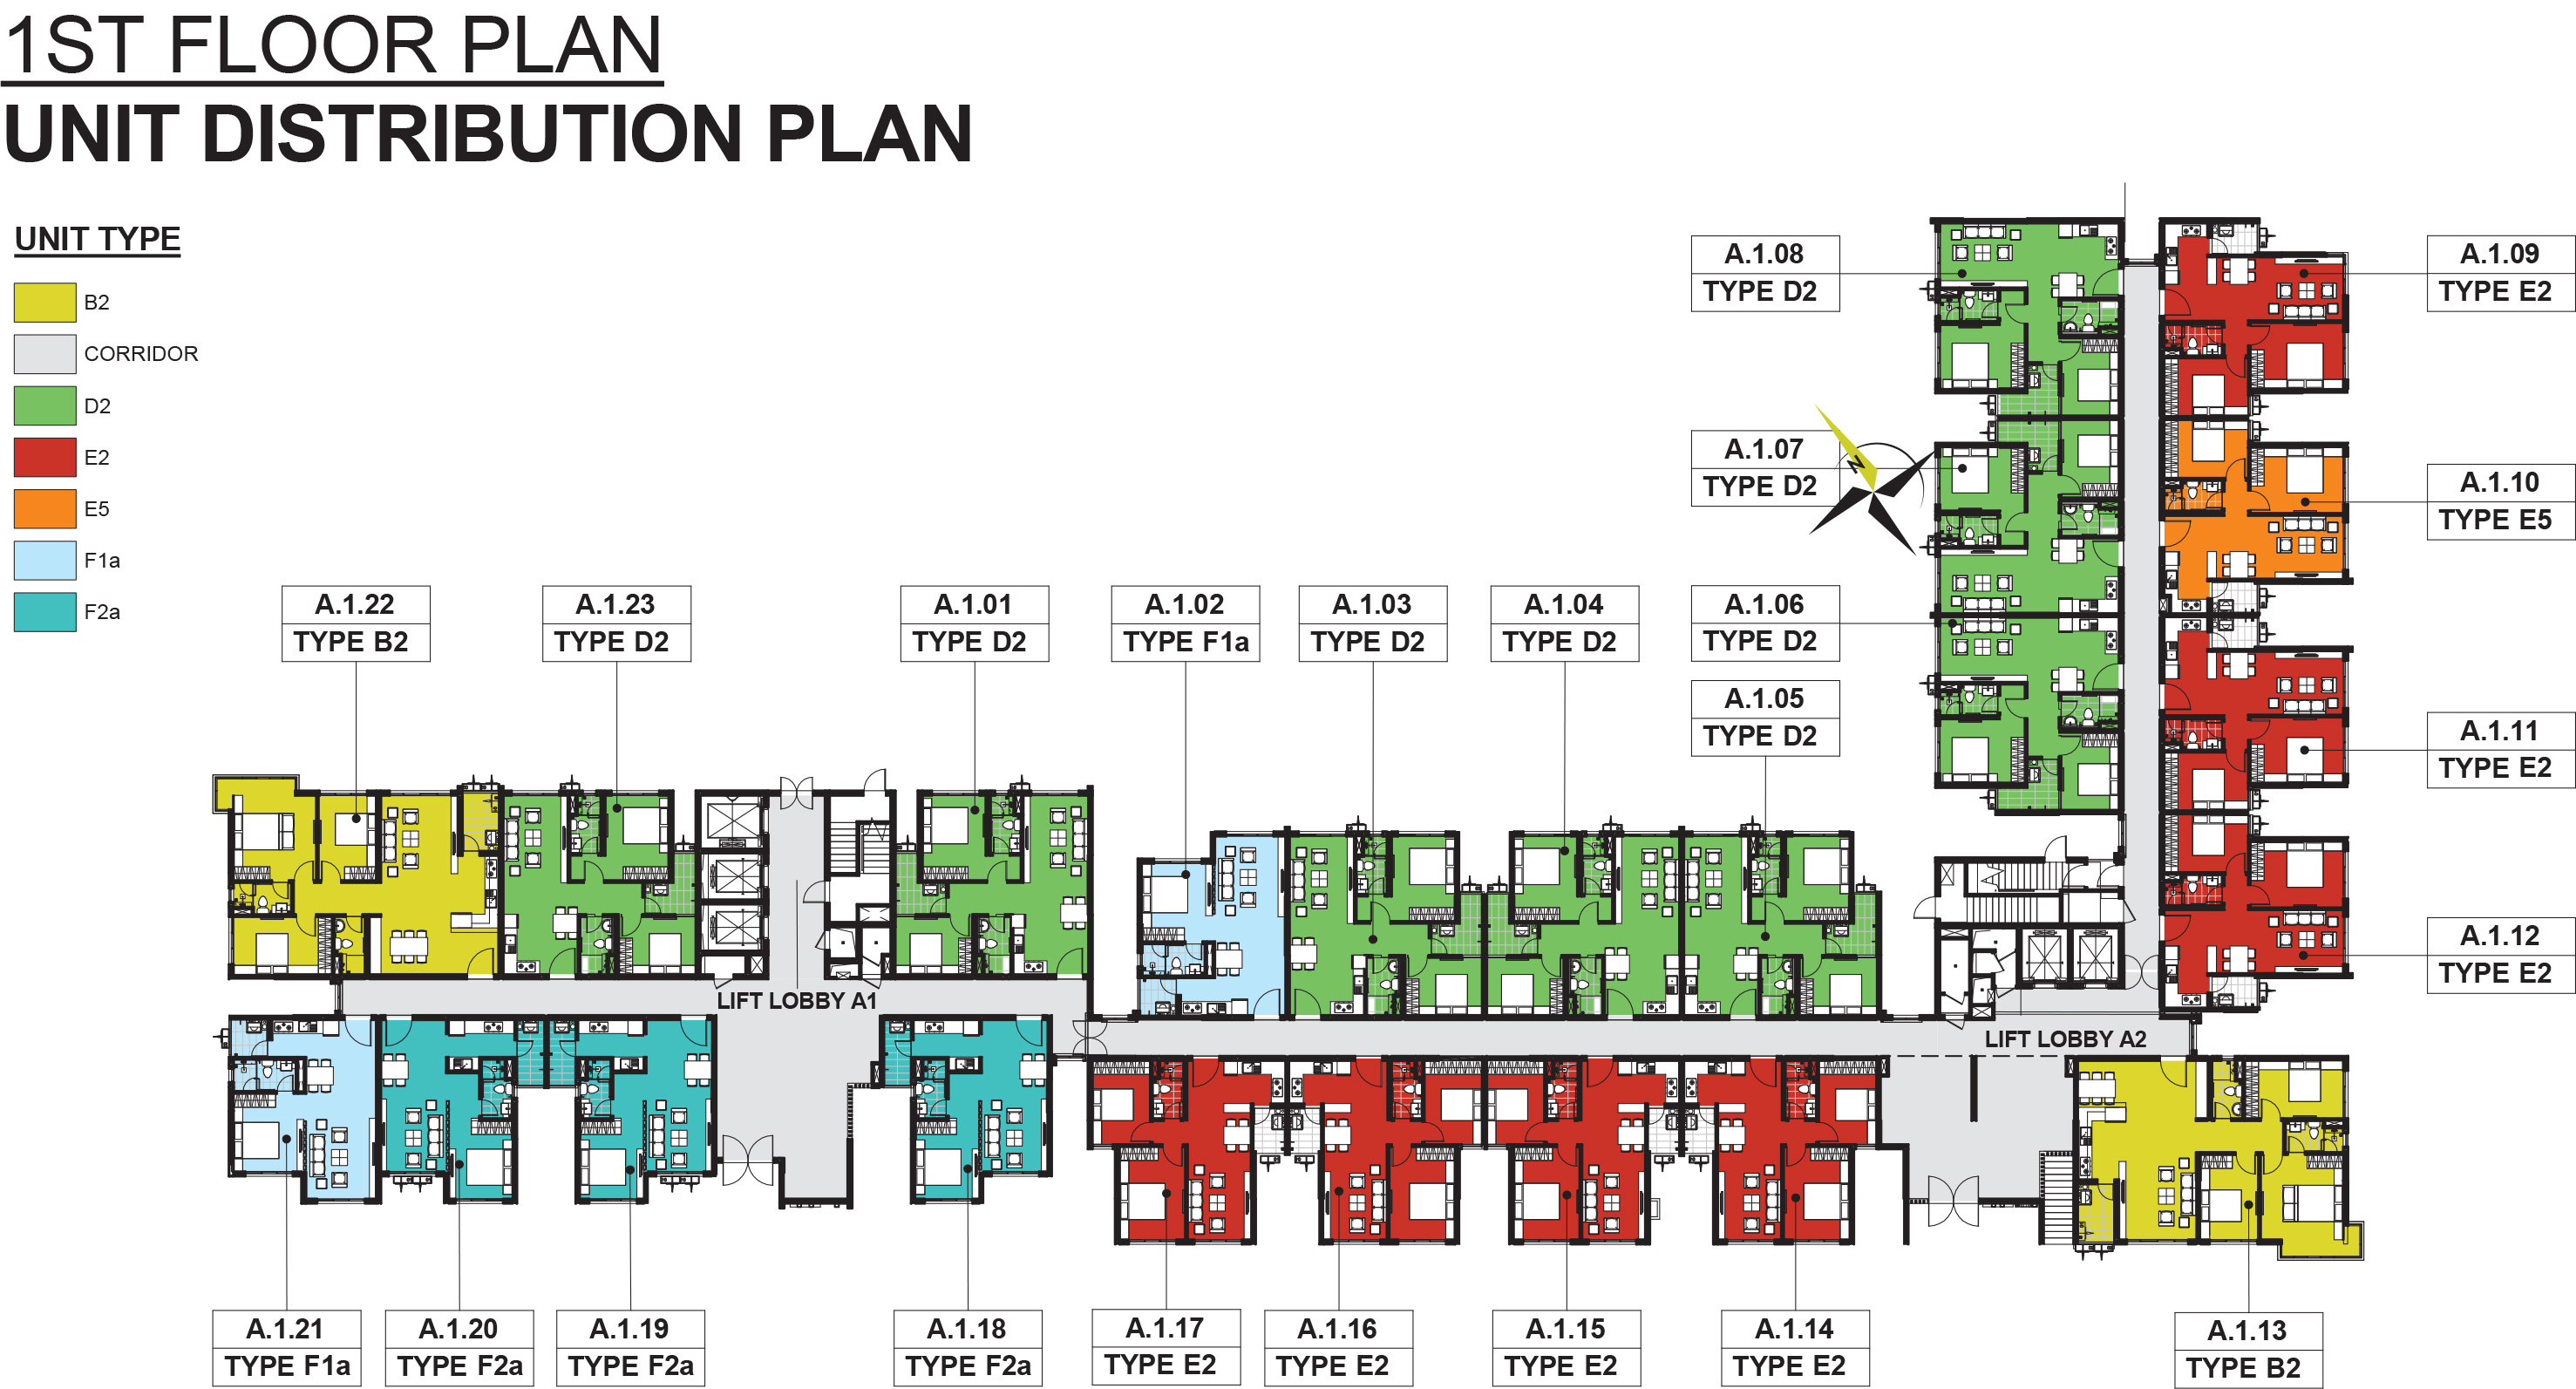 1ST FLOOR PLAN
UNIT DISTRIBUTION PLAN
UNIT TYPE
B2
CORRIDOR
D2
E2
E5
F1a
F2a
A.1.08
TYPE D2
A.1.09
TYPE E2
A.1.07
TYPE D2
N
A.1.10
TYPE E5
A.1.22
TYPE B2
A.1.23
TYPE D2
A.1.01
TYPE D2
A.1.02
TYPE F1a
A.1.03
TYPE D2
A.1.04
TYPE D2
A.1.06
TYPE D2
A.1.05
TYPE D2
A.1.11
TYPE E2
A.1.12
TYPE E2
LIFT LOBBY A1
LIFT LOBBY A2
A.1.21
TYPE F1a
A.1.20
TYPE F2a
A.1.19
TYPE F2a
A.1.18
TYPE F2a
A.1.17
TYPE E2
A.1.16
TYPE E2
A.1.15
TYPE E2
A.1.14
TYPE E2
A.1.13
TYPE B2